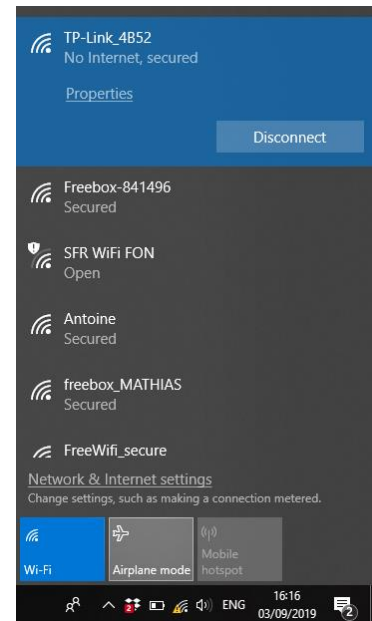 TP-Link_4B52
No Internet, secured
Properties
Disconnect
Freebox-841496
Secured
SFR WiFi FON
Open
Antoine
Secured
freebox_MATHIAS
Secured
FreeWifi_secure
Network & Internet settings
Change settings, such as making a connection metered.
Wi-Fi
Airplane mode
Mobile
hotspot
ENG
16:16
03/09/2019
2